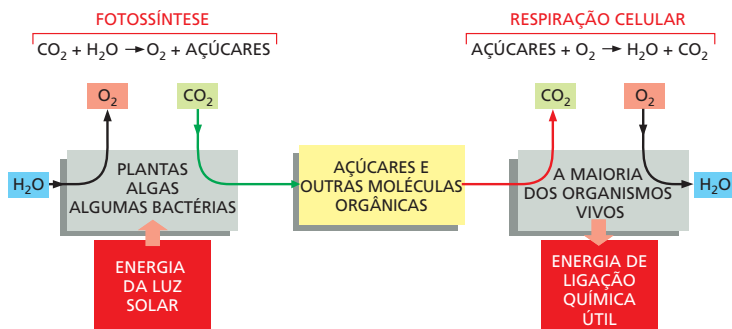 FOTOSSÍNTESE
CO₂ + H₂O → O₂ + AÇÚCARES
RESPIRAÇÃO CELULAR
AÇÚCARES + O₂ → H₂O + CO₂
O₂
CO₂
CO₂
O₂
H₂O
PLANTAS
ALGAS
ALGUMAS BACTÉRIAS
AÇÚCARES E
OUTRAS MOLÉCULAS
ORGÂNICAS
A MAIORIA
DOS ORGANISMOS
VIVOS
H₂O
ENERGIA
DA LUZ
SOLAR
ENERGIA DE
LIGAÇÃO
QUÍMICA
ÚTIL